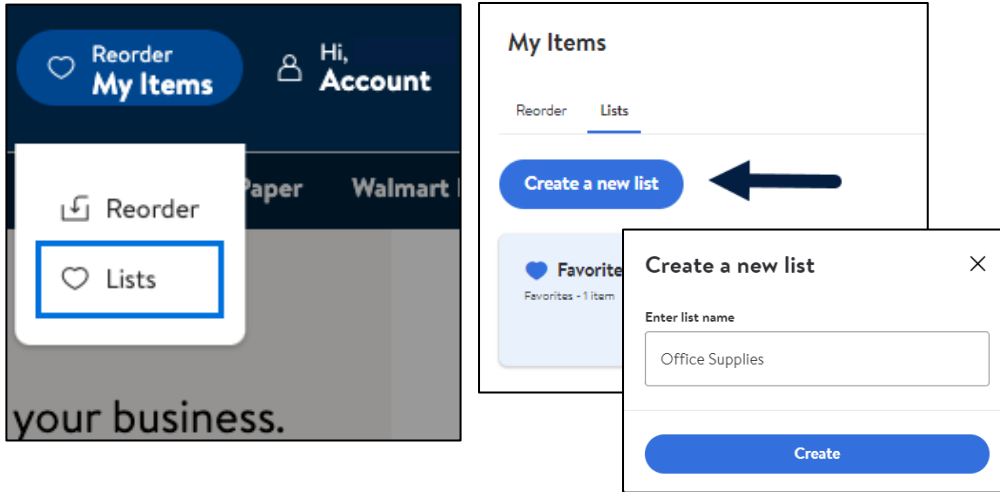 Reorder
My Items
Hi,
Account
Paper
Walmart
Reorder
Lists
your business.
My Items
Reorder
Lists
Create a new list
Favorite
Favorites - 1 item
Create a new list
Enter list name
Office Supplies
Create